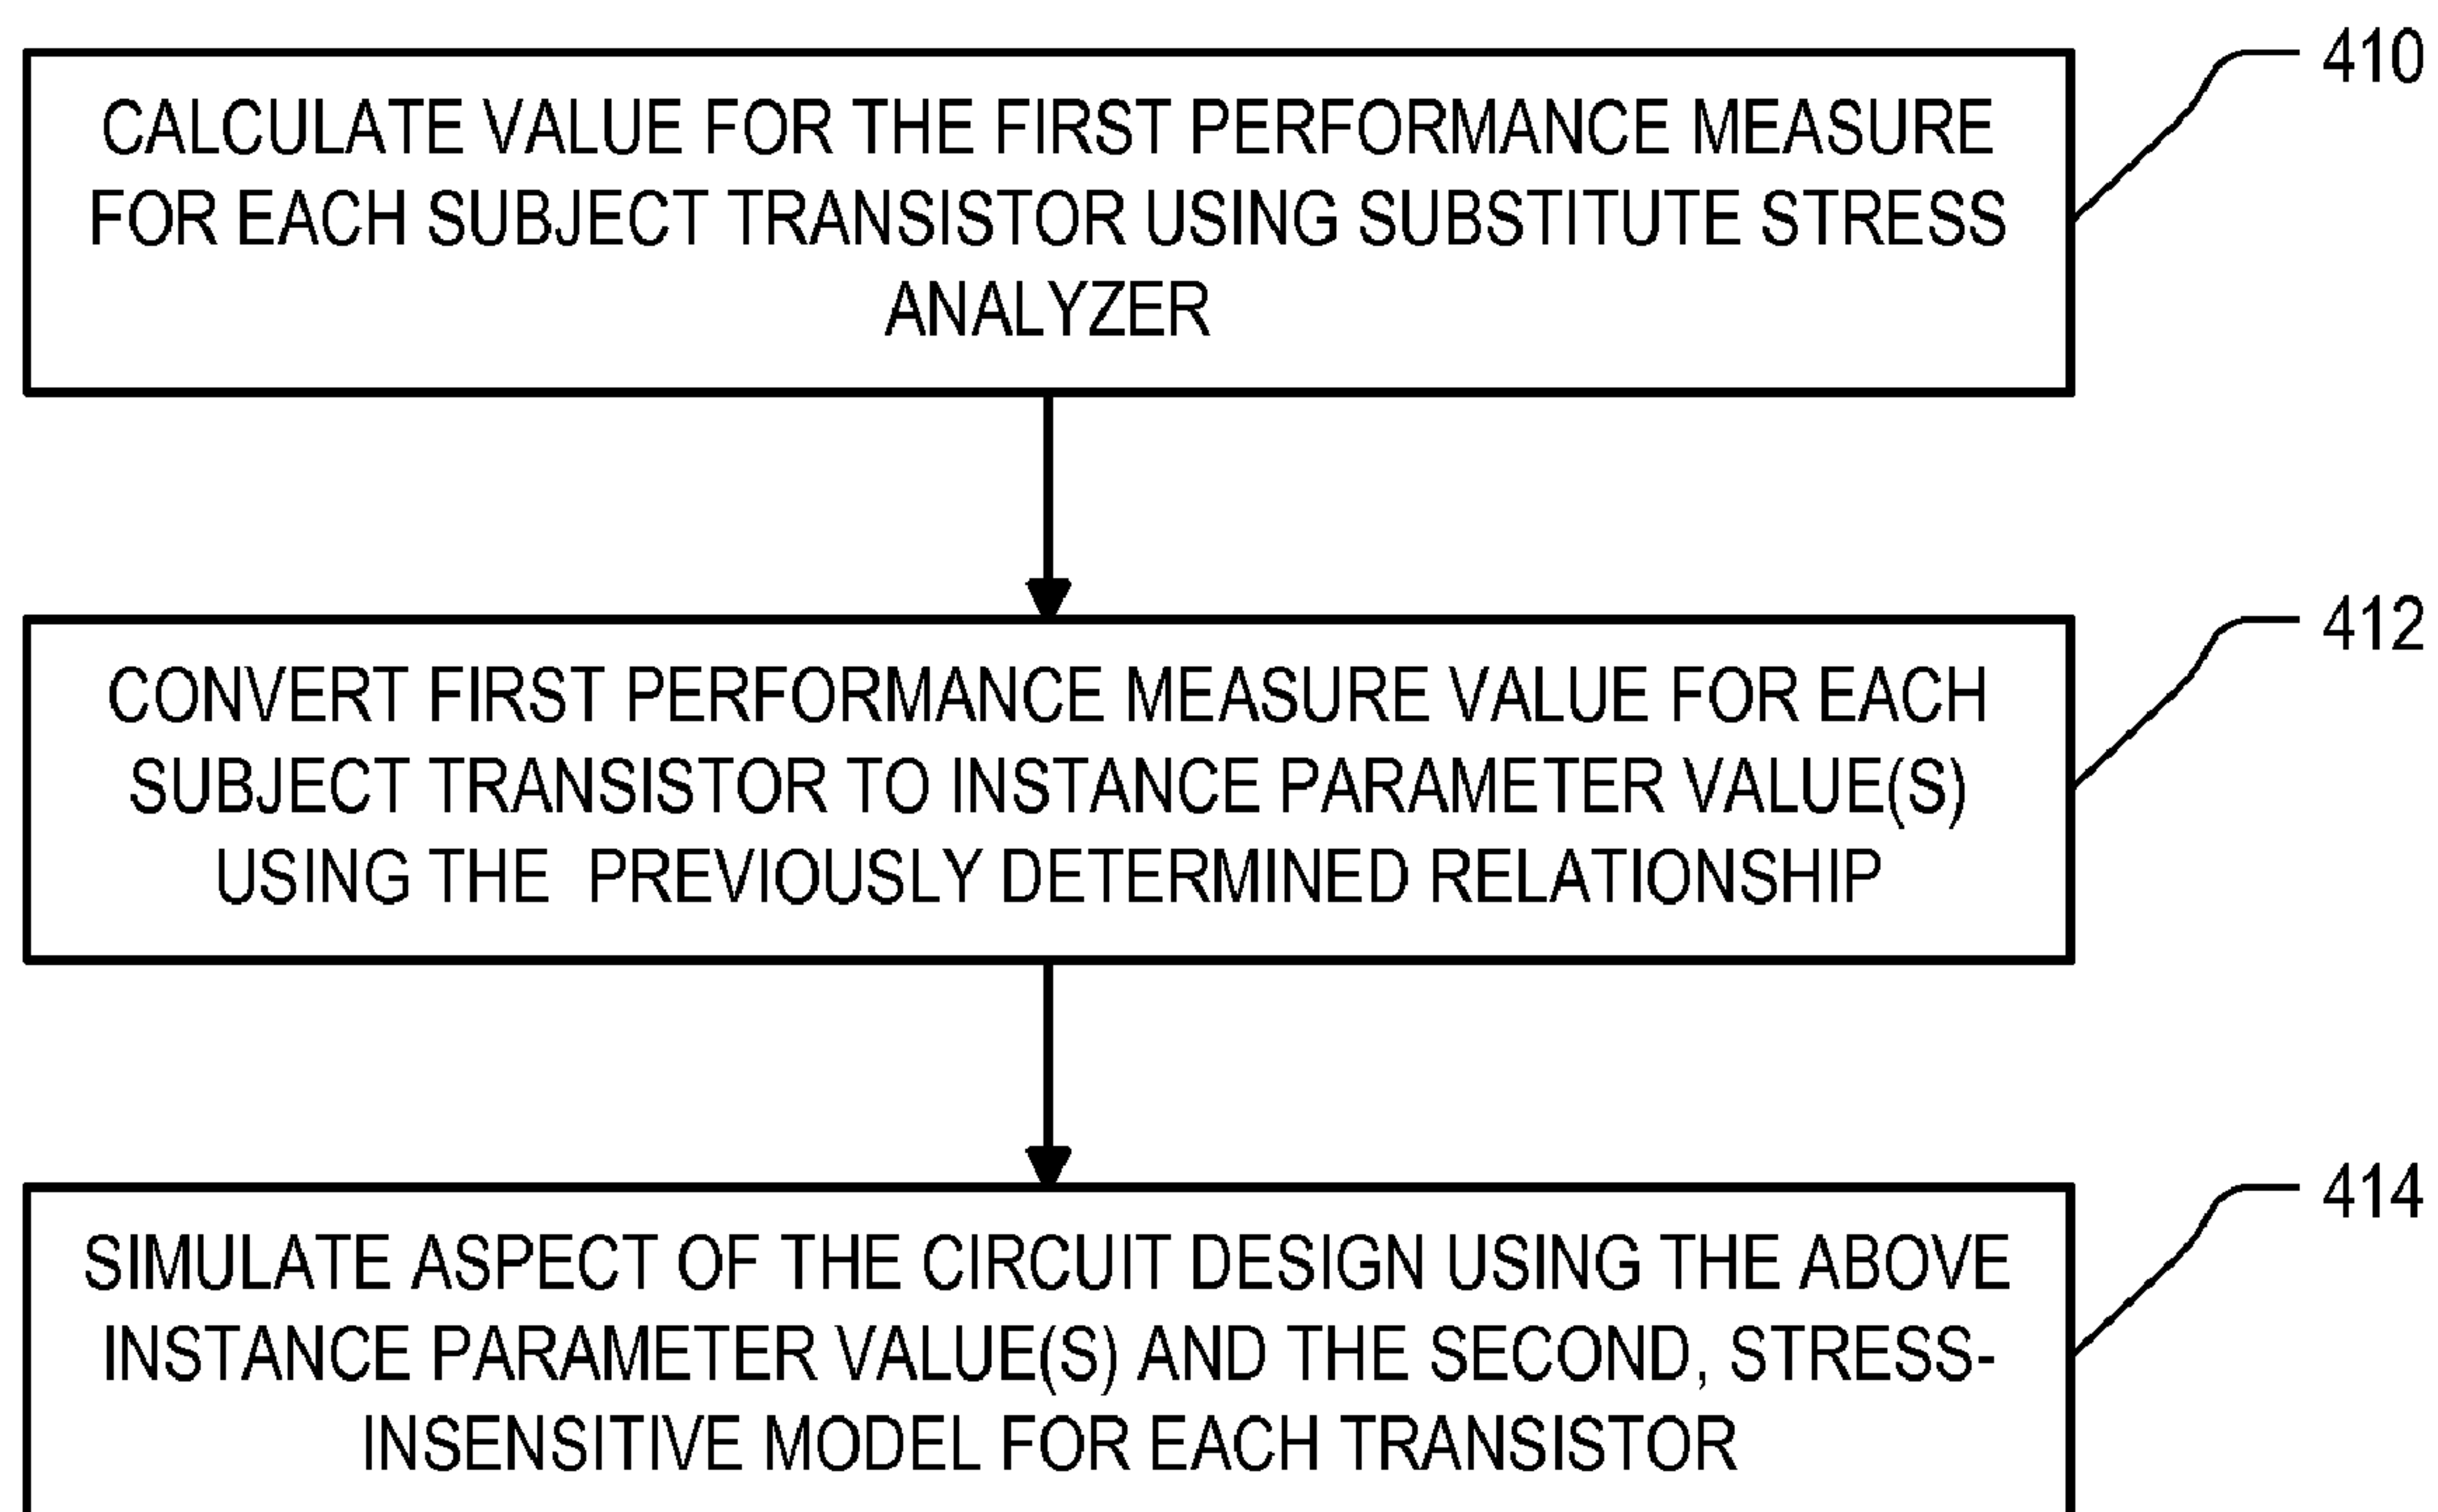 410
CALCULATE VALUE FOR THE FIRST PERFORMANCE MEASURE
FOR EACH SUBJECT TRANSISTOR USING SUBSTITUTE STRESS
ANALYZER
412
CONVERT FIRST PERFORMANCE MEASURE VALUE FOR EACH
SUBJECT TRANSISTOR TO INSTANCE PARAMETER VALUE(S)
USING THE PREVIOUSLY DETERMINED RELATIONSHIP
414
SIMULATE ASPECT OF THE CIRCUIT DESIGN USING THE ABOVE
INSTANCE PARAMETER VALUE(S) AND THE SECOND, STRESS-
INSENSITIVE MODEL FOR EACH TRANSISTOR